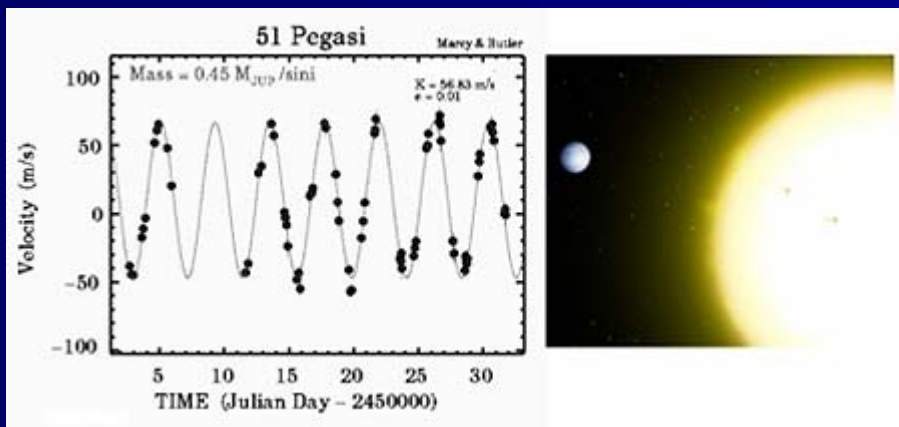 51 Pegasi
Marcy & Butler
Mass = 0.45 M_JUP /sini
K = 56.83 m/s
e = 0.01
Velocity (m/s)
100
50
0
-50
-100
5 10 15 20 25 30
TIME (Julian Day - 2450000)